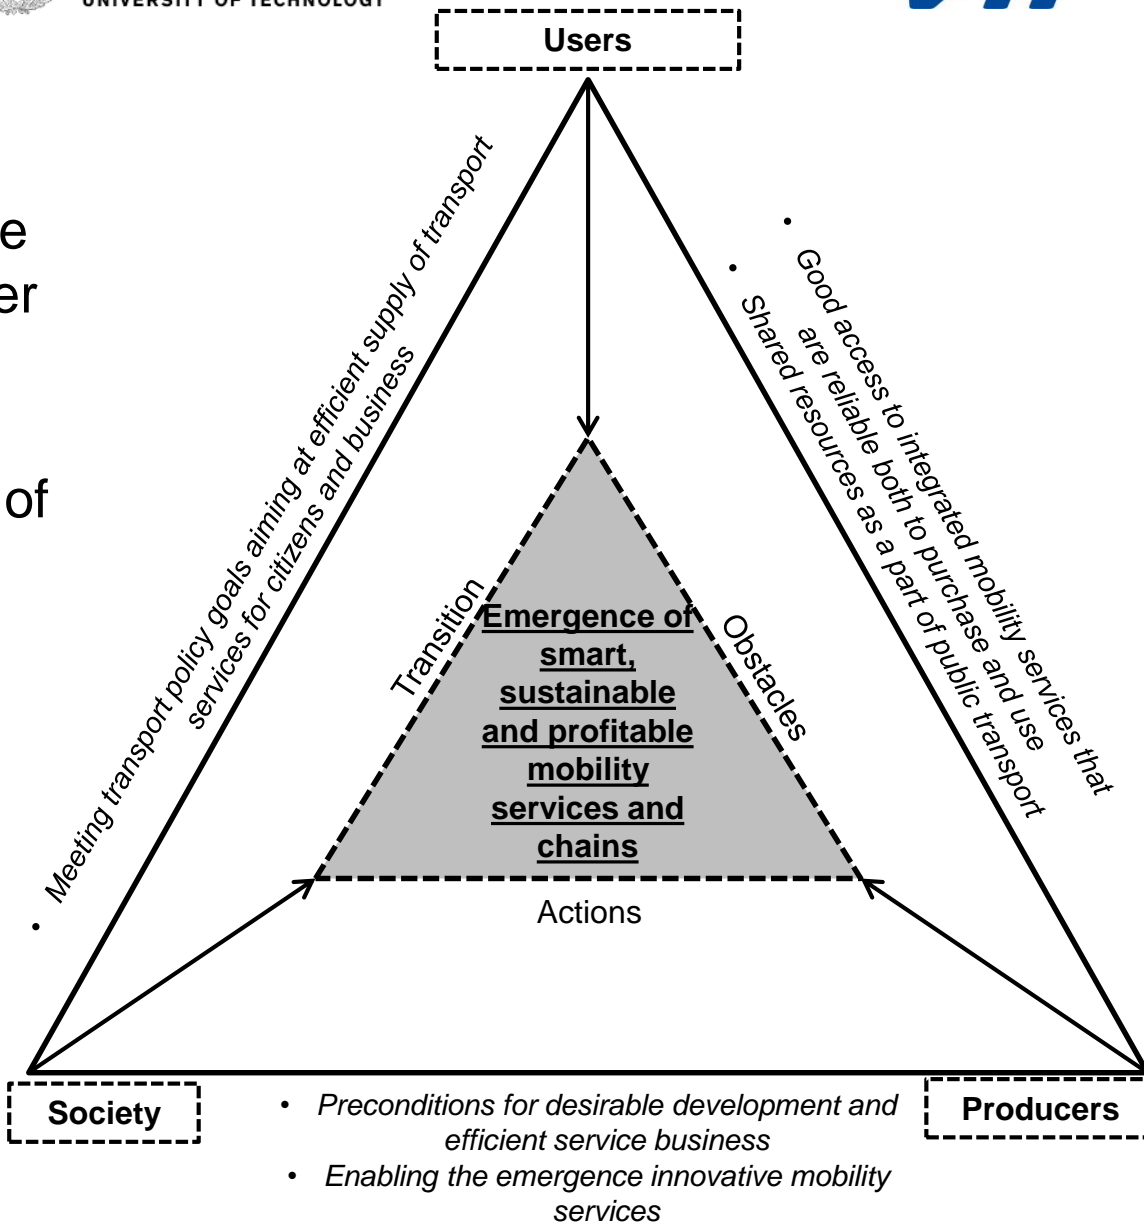 UNIVERSITY OF TECHNOLOGY
Users
er
of
• Meeting transport policy goals aiming at efficient supply of transport
services for citizens and business
• Good access to integrated mobility services that
are reliable both to purchase and use
• Shared resources as a part of public transport
Transition
Obstacles
Emergence of
smart,
sustainable
and profitable
mobility
services and
chains
Actions
Society
Producers
• Preconditions for desirable development and
efficient service business
• Enabling the emergence innovative mobility
services